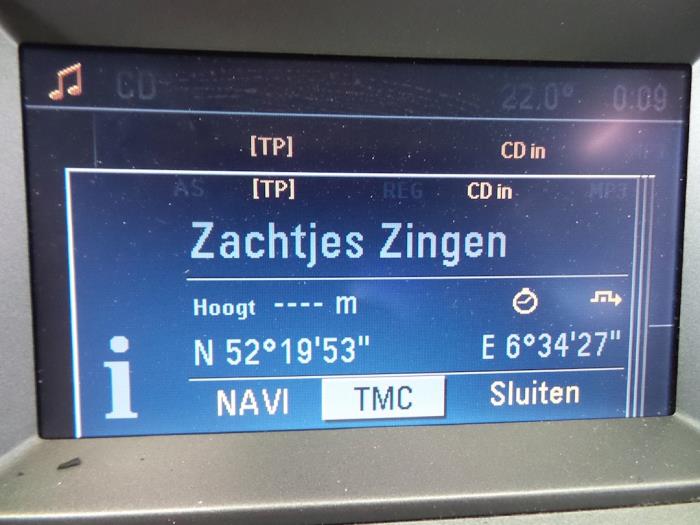 CD 22.0° 0:09
[TP] CD in
AS [TP] REG CD in MP3
Zachtjes Zingen
Hoogt ---- m
N 52°19'53" E 6°34'27"
i
NAVI TMC Sluiten